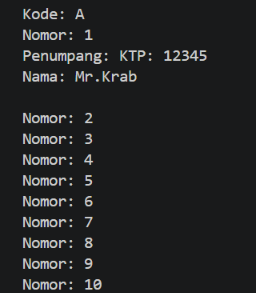 Kode: A
Nomor: 1
Penumpang: KTP: 12345
Nama: Mr.Krab
Nomor: 2
Nomor: 3
Nomor: 4
Nomor: 5
Nomor: 6
Nomor: 7
Nomor: 8
Nomor: 9
Nomor: 10